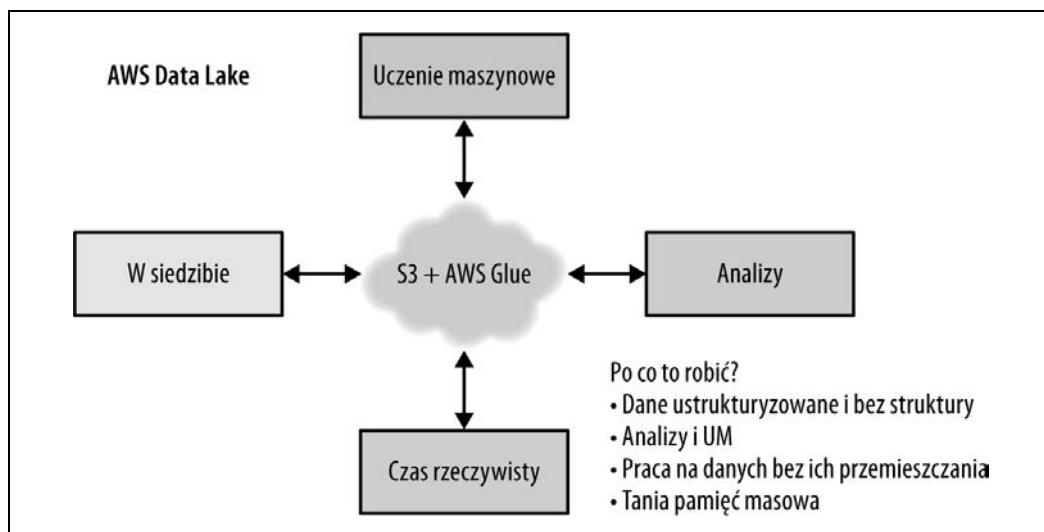 AWS Data Lake
Uczenie maszynowe
W siedzibie
S3 + AWS Glue
Analizy
Czas rzeczywisty
Po co to robić?
• Dane ustrukturyzowane i bez struktury
• Analizy i UM
• Praca na danych bez ich przemieszczania
• Tania pamięć masowa